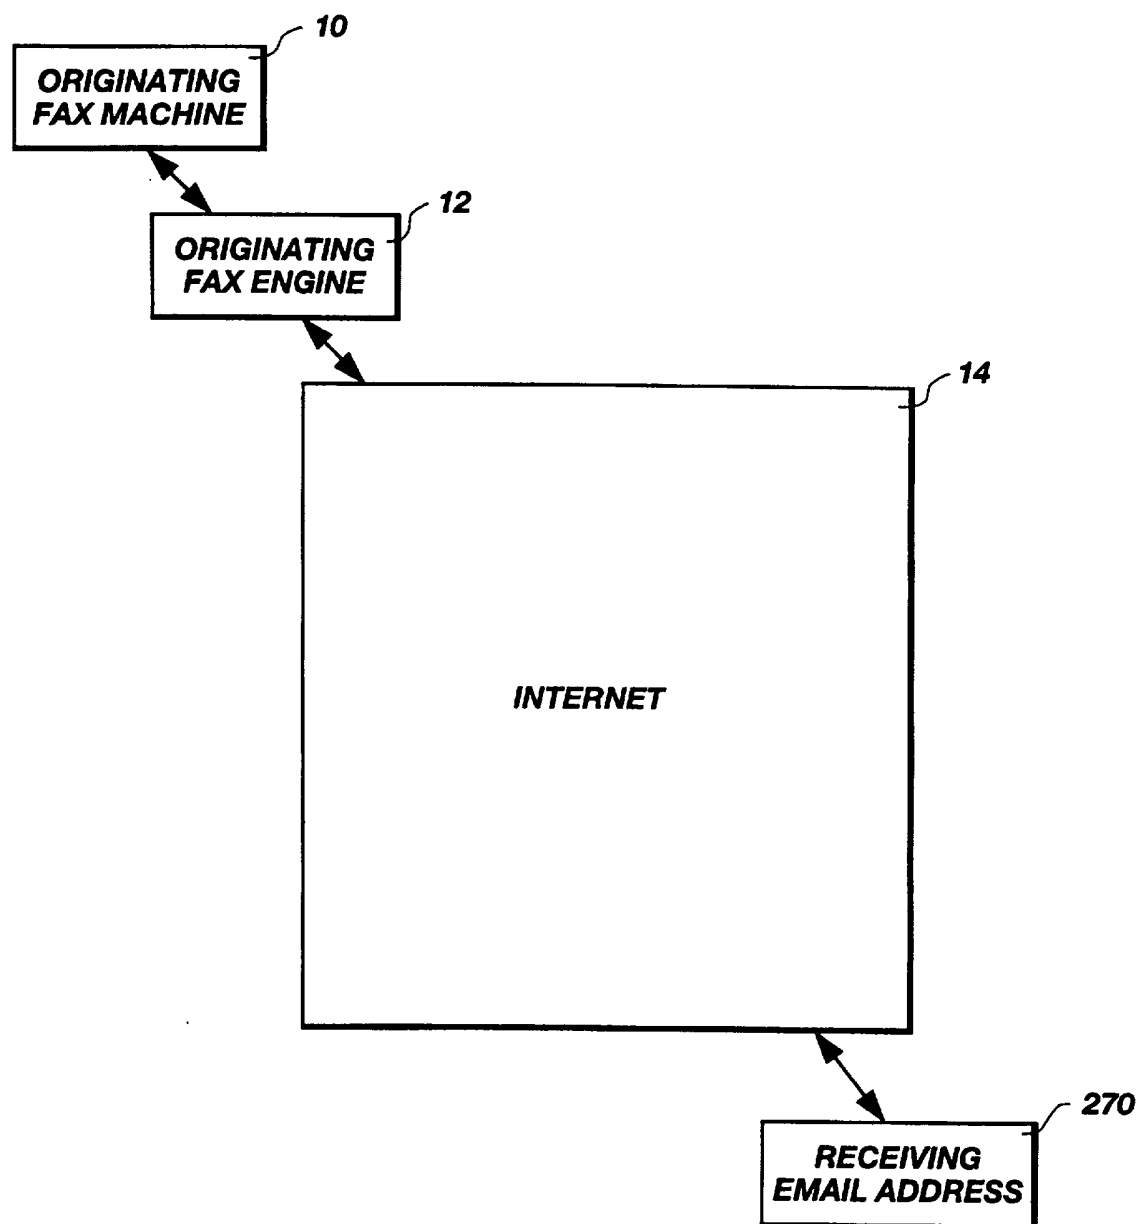 10
ORIGINATING
FAX MACHINE
12
ORIGINATING
FAX ENGINE
14
INTERNET
270
RECEIVING
EMAIL ADDRESS